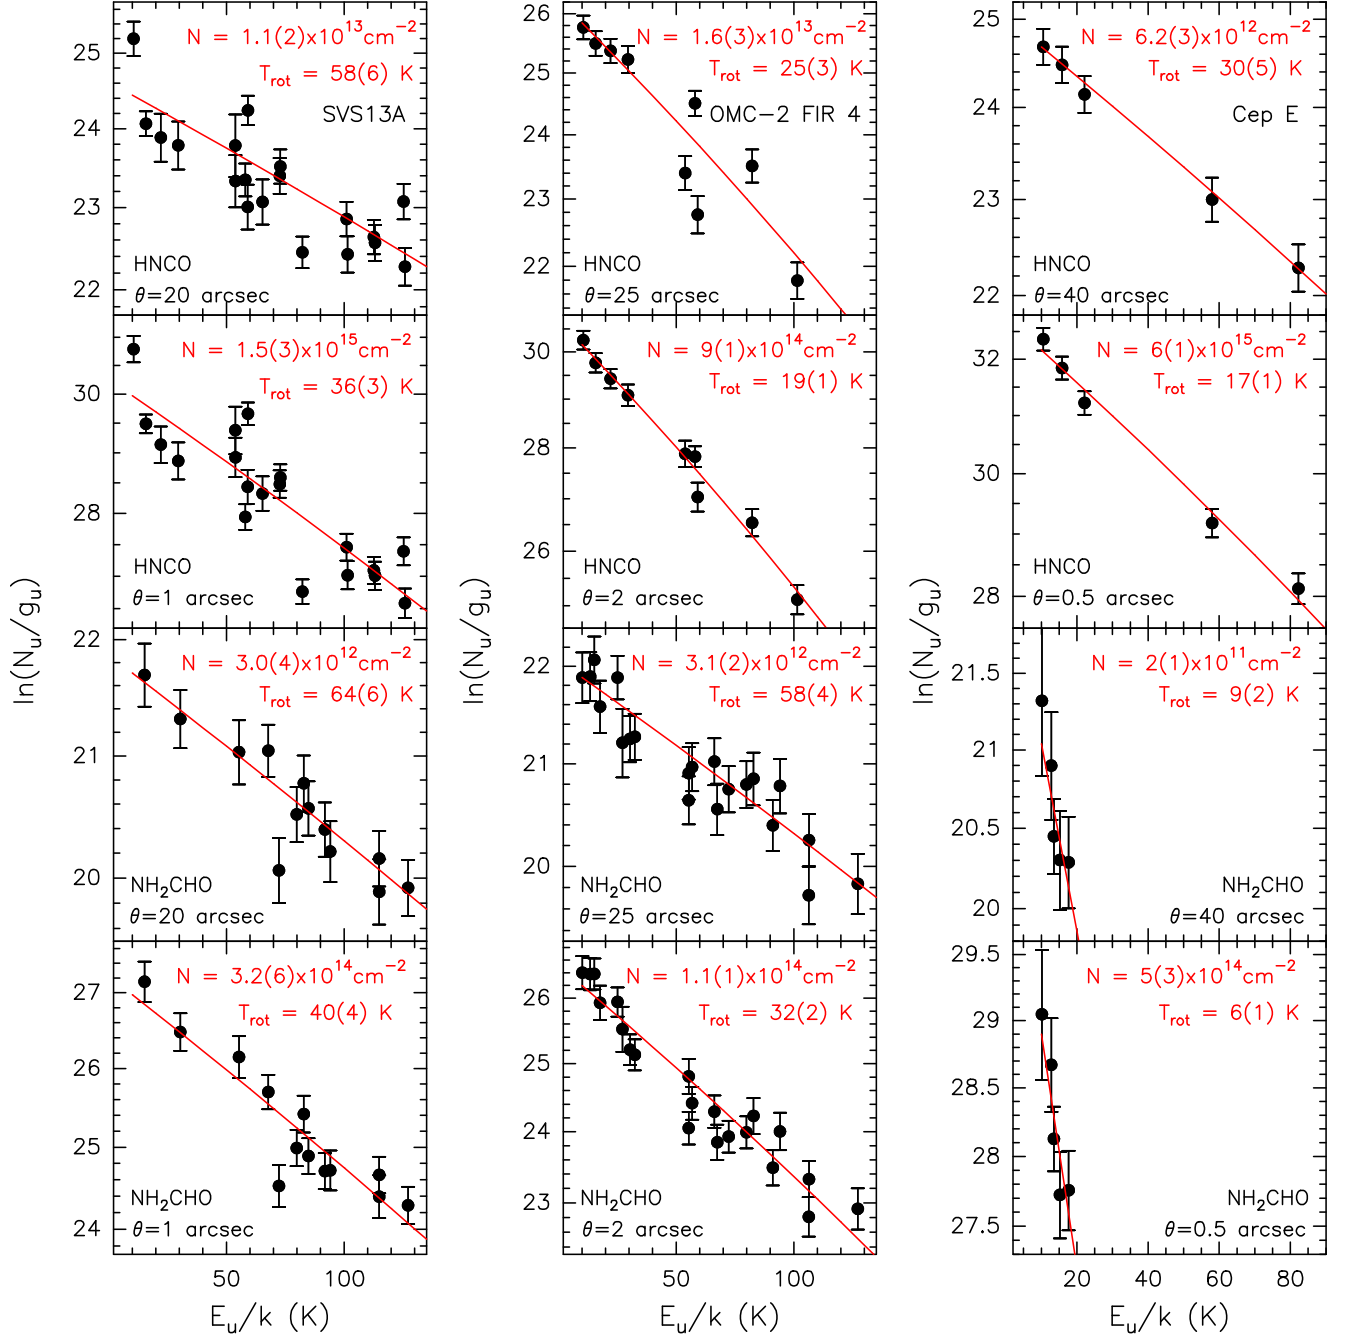 N = 1.1(2)x10^13 cm^-2
T_rot = 58(6) K
SVS13A
HNCO
θ=20 arcsec
25
24
23
22
N = 1.6(3)x10^13 cm^-2
T_rot = 25(3) K
OMC-2 FIR 4
HNCO
θ=25 arcsec
26
25
24
23
22
N = 6.2(3)x10^12 cm^-2
T_rot = 30(5) K
Cep E
HNCO
θ=40 arcsec
25
24
23
22
N = 1.5(3)x10^15 cm^-2
T_rot = 36(3) K
HNCO
θ=1 arcsec
30
28
N = 9(1)x10^14 cm^-2
T_rot = 19(1) K
HNCO
θ=2 arcsec
30
28
26
N = 6(1)x10^15 cm^-2
T_rot = 17(1) K
HNCO
θ=0.5 arcsec
32
30
28
ln(N_u/g_u)
ln(N_u/g_u)
ln(N_u/g_u)
N = 3.0(4)x10^12 cm^-2
T_rot = 64(6) K
NH_2CHO
θ=20 arcsec
22
21
20
N = 3.1(2)x10^12 cm^-2
T_rot = 58(4) K
NH_2CHO
θ=25 arcsec
22
21
20
N = 2(1)x10^11 cm^-2
T_rot = 9(2) K
NH_2CHO
θ=40 arcsec
21.5
21
20.5
20
N = 3.2(6)x10^14 cm^-2
T_rot = 40(4) K
NH_2CHO
θ=1 arcsec
27
26
25
24
N = 1.1(1)x10^14 cm^-2
T_rot = 32(2) K
NH_2CHO
θ=2 arcsec
26
25
24
23
N = 5(3)x10^14 cm^-2
T_rot = 6(1) K
NH_2CHO
θ=0.5 arcsec
29.5
29
28.5
28
27.5
50 100
50 100
20 40 60 80
E_u/k (K)
E_u/k (K)
E_u/k (K)